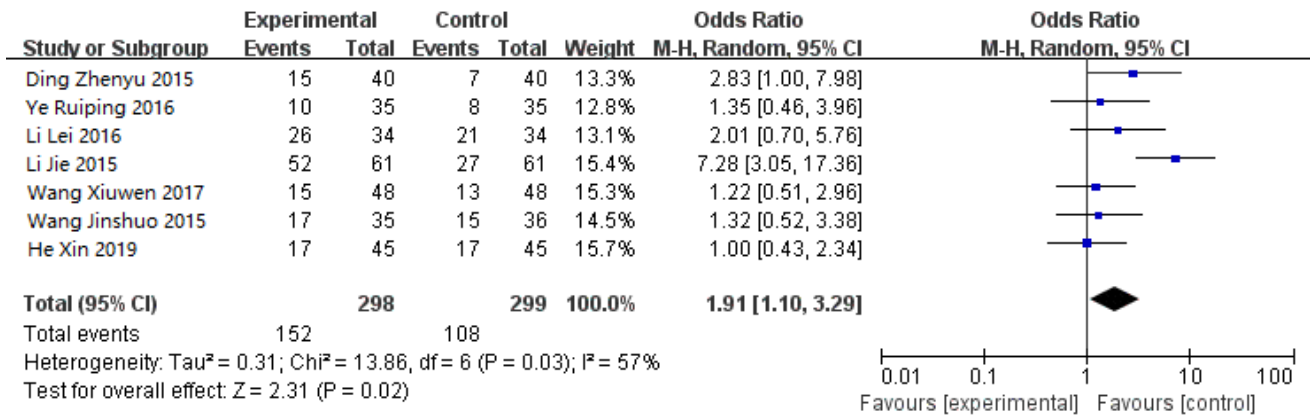 Experimental Control Odds Ratio Odds Ratio
Study or Subgroup Events Total Events Total Weight M-H, Random, 95% CI M-H, Random, 95% CI
Ding Zhenyu 2015 15 40 7 40 13.3% 2.83 [1.00, 7.98]
Ye Ruiping 2016 10 35 8 35 12.8% 1.35 [0.46, 3.96]
Li Lei 2016 26 34 21 34 13.1% 2.01 [0.70, 5.76]
Li Jie 2015 52 61 27 61 15.4% 7.28 [3.05, 17.36]
Wang Xiuwen 2017 15 48 13 48 15.3% 1.22 [0.51, 2.96]
Wang Jinshuo 2015 17 35 15 36 14.5% 1.32 [0.52, 3.38]
He Xin 2019 17 45 17 45 15.7% 1.00 [0.43, 2.34]
Total (95% CI) 298 299 100.0% 1.91 [1.10, 3.29]
Total events 152 108
Heterogeneity: Tau² = 0.31; Chi² = 13.86, df = 6 (P = 0.03); I² = 57%
Test for overall effect: Z = 2.31 (P = 0.02)
0.01 0.1 1 10 100
Favours [experimental] Favours [control]